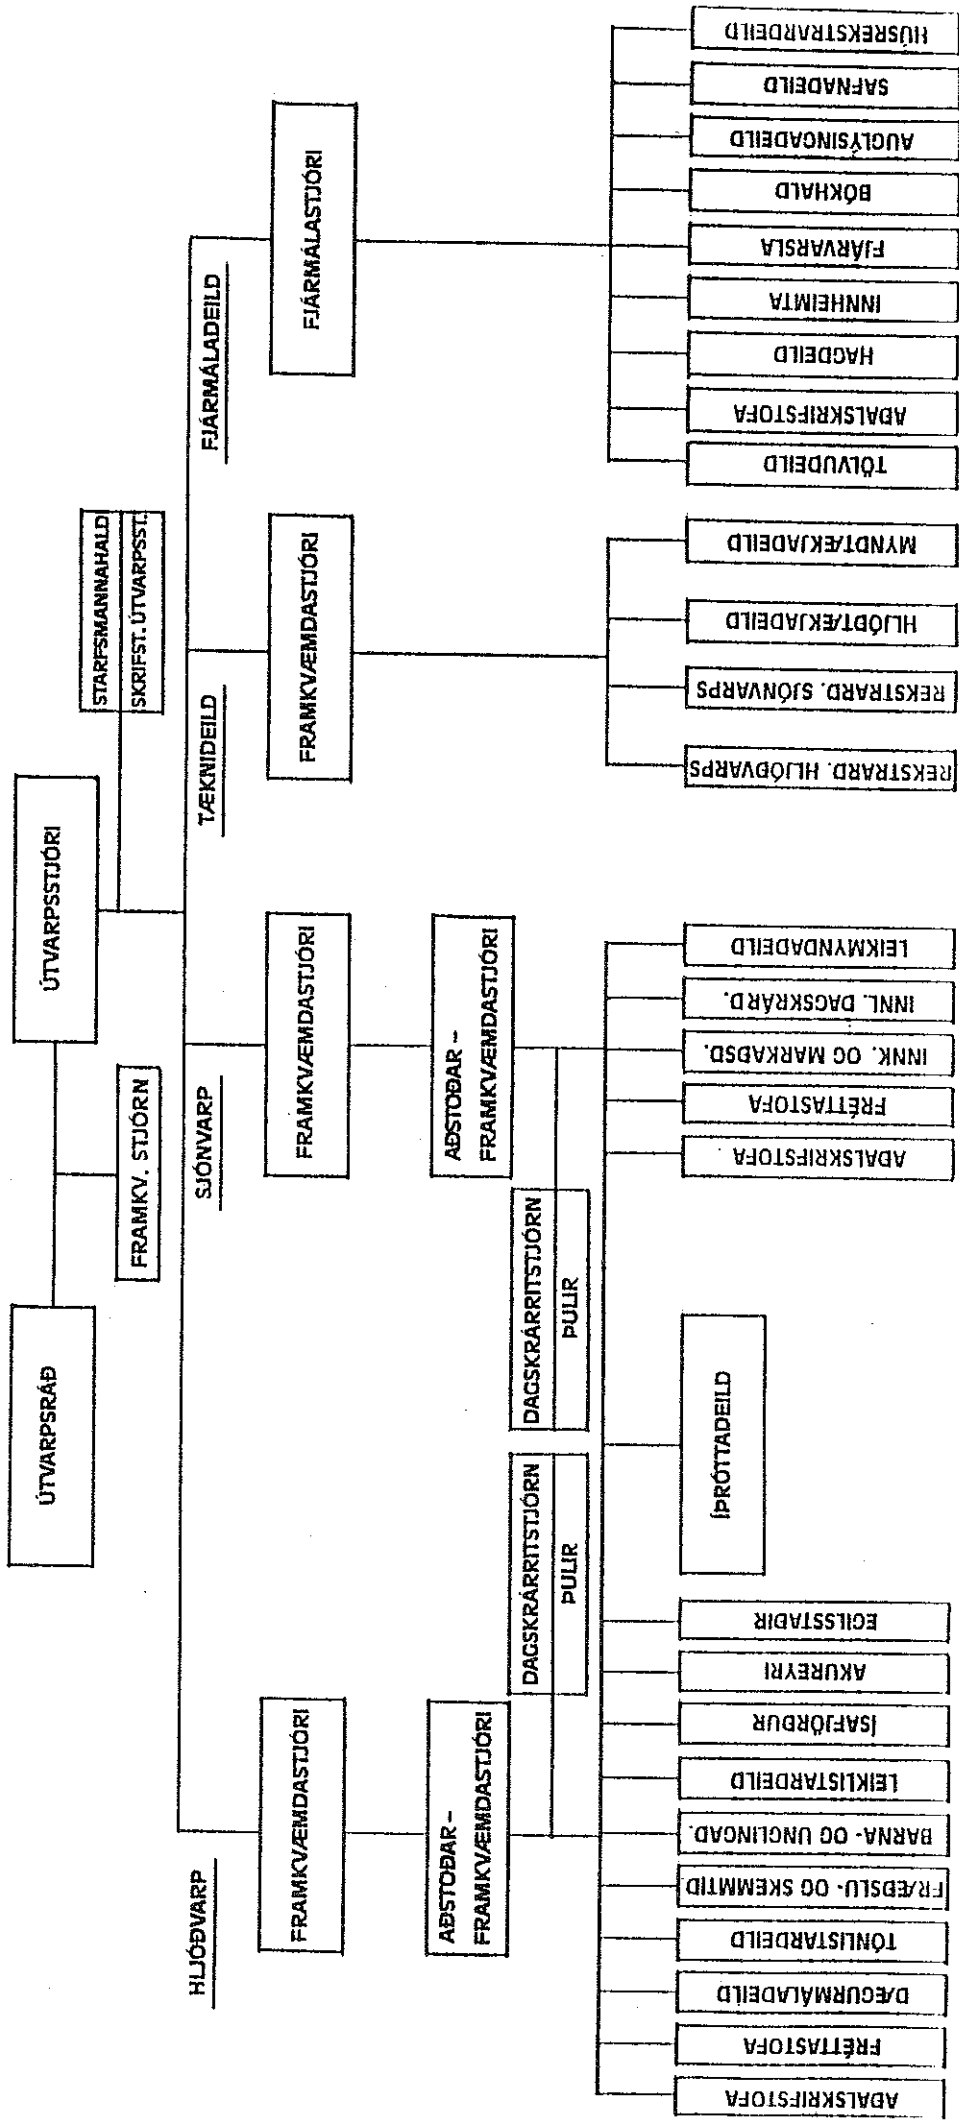 ÚTVARPSRÁÐ
ÚTVARPSSTJÓRI
FRAMKV. STJÓRN
STARFSMANNAHALD
SKRIFST. ÚTVARPSST.
HLJÓÐVARP
SJÓNVARP
TÆKNIDEILD
FJÁRMÁLADEILD
FRAMKVÆMDASTJÓRI
FRAMKVÆMDASTJÓRI
FRAMKVÆMDASTJÓRI
FJÁRMÁLASTJÓRI
AÐSTOÐAR –
FRAMKVÆMDASTJÓRI
AÐSTOÐAR –
FRAMKVÆMDASTJÓRI
DAGSKRÁRRITSTJÓRN
ÞULIR
DAGSKRÁRRITSTJÓRN
ÞULIR
AÐALSKRIFSTOFA
FRÉTTASTOFA
DÆGURMÁLADEILD
TÓNLISTARDEILD
FRÆÐSLU- OG SKEMMTID.
BARNA- OG UNGLINGAD.
LEIKLISTARDEILD
ÍSAFJÖRÐUR
AKUREYRI
EGILSSTAÐIR
ÍÞRÓTTADEILD
AÐALSKRIFSTOFA
FRÉTTASTOFA
INNK. OG MARKAÐSD.
INNL. DAGSKRÁRD.
LEIKMYNDADEILD
REKSTRARD. HLJÓÐVARPS
REKSTRARD. SJÓNVARPS
HLJÓÐTÆKJADEILD
MYNDTÆKJADEILD
TÖLVUDEILD
AÐALSKRIFSTOFA
HAGDEILD
INNHEIMTA
FJÁRVARSLA
BÓKHALD
AUGLÝSINGADEILD
SAFNADEILD
HÚSREKSTRARDEILD